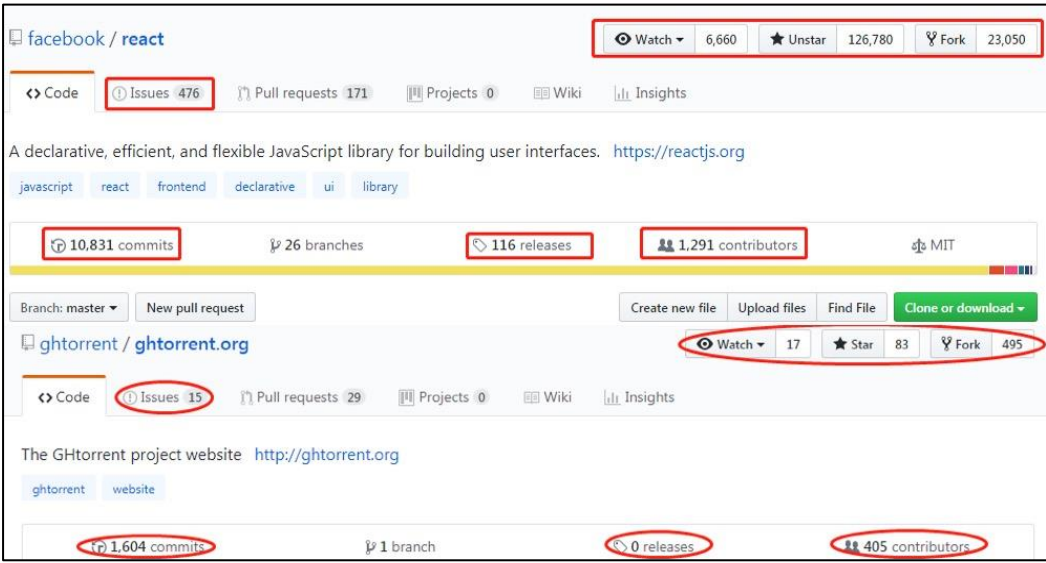 facebook / react
Watch 6,660 Unstar 126,780 Fork 23,050
Code Issues 476 Pull requests 171 Projects 0 Wiki Insights
A declarative, efficient, and flexible JavaScript library for building user interfaces. https://reactjs.org
javascript react frontend declarative ui library
10,831 commits 26 branches 116 releases 1,291 contributors MIT
Branch: master New pull request Create new file Upload files Find File Clone or download
ghtorrent / ghtorrent.org
Watch 17 Star 83 Fork 495
Code Issues 15 Pull requests 29 Projects 0 Wiki Insights
The GHtorrent project website http://ghtorrent.org
ghtorrent website
1,604 commits 1 branch 0 releases 405 contributors